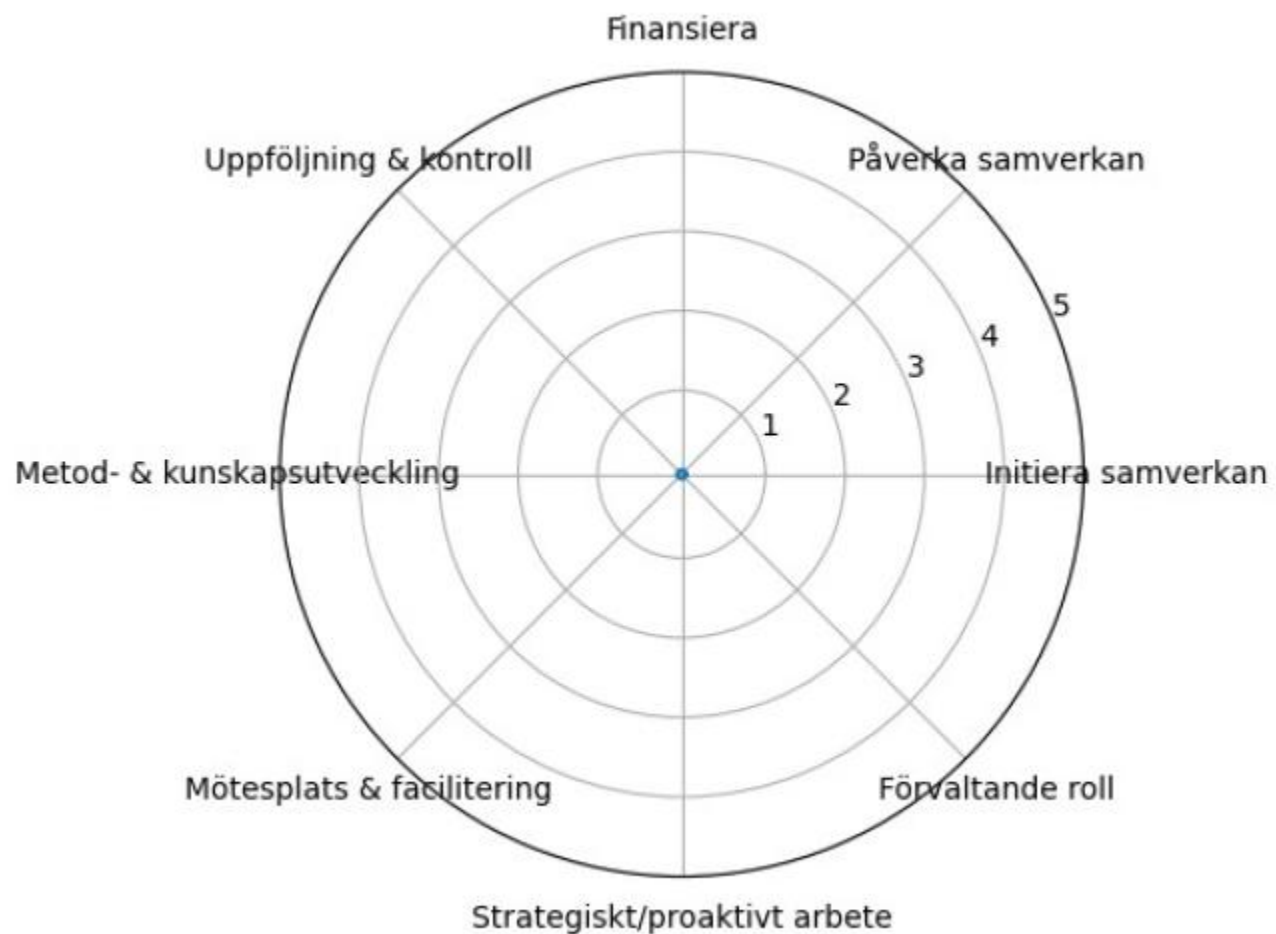 Finansiera
Uppföljning & kontroll
Påverka samverkan
5
4
3
2
1
Metod- & kunskapsutveckling
Initiera samverkan
Mötesplats & facilitering
Förvaltande roll
Strategiskt/proaktivt arbete